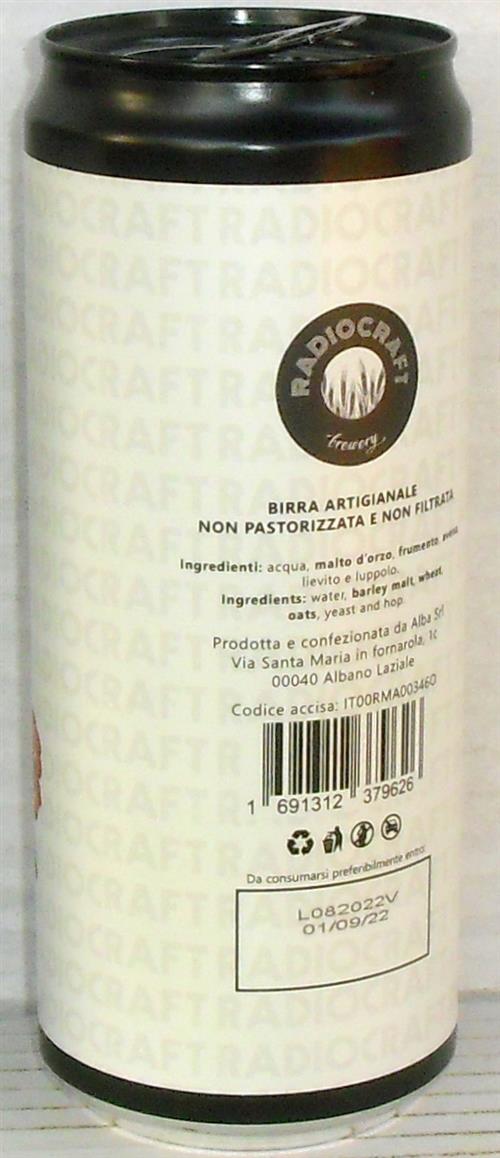 RADIOCRAFT
brewery
BIRRA ARTIGIANALE
NON PASTORIZZATA E NON FILTRATA
Ingredienti: acqua, malto d'orzo, frumento, avena,
lievito e luppolo.
Ingredients: water, barley malt, wheat,
oats, yeast and hop.
Prodotta e confezionata da Alba Srl
Via Santa Maria in fornarola, 1c
00040 Albano Laziale
Codice accisa: IT00RMA003460
1 691312 379626
Da consumarsi preferibilmente entro:
L082022V
01/09/22